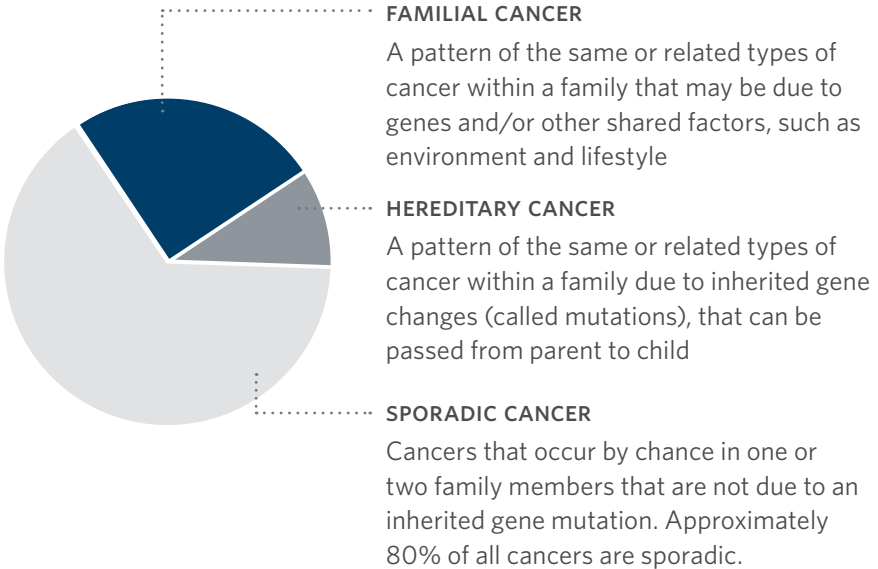 FAMILIAL CANCER
A pattern of the same or related types of
cancer within a family that may be due to
genes and/or other shared factors, such as
environment and lifestyle
HEREDITARY CANCER
A pattern of the same or related types of
cancer within a family due to inherited gene
changes (called mutations), that can be
passed from parent to child
SPORADIC CANCER
Cancers that occur by chance in one or
two family members that are not due to an
inherited gene mutation. Approximately
80% of all cancers are sporadic.